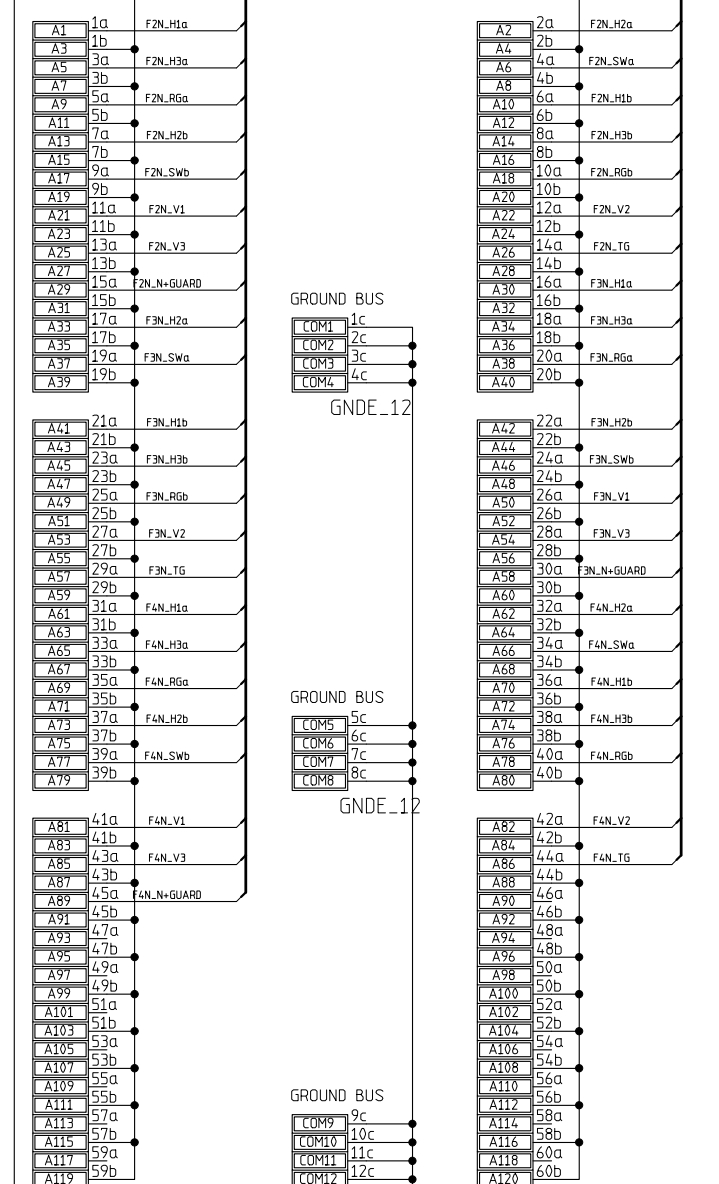 A1 1a F2N_H1a
A3 1b
A5 3a F2N_H3a
A7 3b
A9 5a F2N_RGa
A11 5b
A13 7a F2N_H2b
A15 7b
A17 9a F2N_SWb
A19 9b
A21 11a F2N_V1
A23 11b
A25 13a F2N_V3
A27 13b
A29 15a F2N_N+GUARD
A31 15b
A33 17a F3N_H2a
A35 17b
A37 19a F3N_SWa
A39 19b
A41 21a F3N_H1b
A43 21b
A45 23a F3N_H3b
A47 23b
A49 25a F3N_RGb
A51 25b
A53 27a F3N_V2
A55 27b
A57 29a F3N_TG
A59 29b
A61 31a F4N_H1a
A63 31b
A65 33a F4N_H3a
A67 33b
A69 35a F4N_RGa
A71 35b
A73 37a F4N_H2b
A75 37b
A77 39a F4N_SWb
A79 39b
A81 41a F4N_V1
A83 41b
A85 43a F4N_V3
A87 43b
A89 45a F4N_N+GUARD
A91 45b
A93 47a
A95 47b
A97 49a
A99 49b
A101 51a
A103 51b
A105 53a
A107 53b
A109 55a
A111 55b
A113 57a
A115 57b
A117 59a
A119 59b
GROUND BUS
COM1 1c
COM2 2c
COM3 3c
COM4 4c
GNDE_12
GROUND BUS
COM5 5c
COM6 6c
COM7 7c
COM8 8c
GNDE_12
GROUND BUS
COM9 9c
COM10 10c
COM11 11c
COM12 12c
A2 2a F2N_H2a
A4 2b
A6 4a F2N_SWa
A8 4b
A10 6a F2N_H1b
A12 6b
A14 8a F2N_H3b
A16 8b
A18 10a F2N_RGb
A20 10b
A22 12a F2N_V2
A24 12b
A26 14a F2N_TG
A28 14b
A30 16a F3N_H1a
A32 16b
A34 18a F3N_H3a
A36 18b
A38 20a F3N_RGa
A40 20b
A42 22a F3N_H2b
A44 22b
A46 24a F3N_SWb
A48 24b
A50 26a F3N_V1
A52 26b
A54 28a F3N_V3
A56 28b
A58 30a F3N_N+GUARD
A60 30b
A62 32a F4N_H2a
A64 32b
A66 34a F4N_SWa
A68 34b
A70 36a F4N_H1b
A72 36b
A74 38a F4N_H3b
A76 38b
A78 40a F4N_RGb
A80 40b
A82 42a F4N_V2
A84 42b
A86 44a F4N_TG
A88 44b
A90 46a
A92 46b
A94 48a
A96 48b
A98 50a
A100 50b
A102 52a
A104 52b
A106 54a
A108 54b
A110 56a
A112 56b
A114 58a
A116 58b
A118 60a
A120 60b